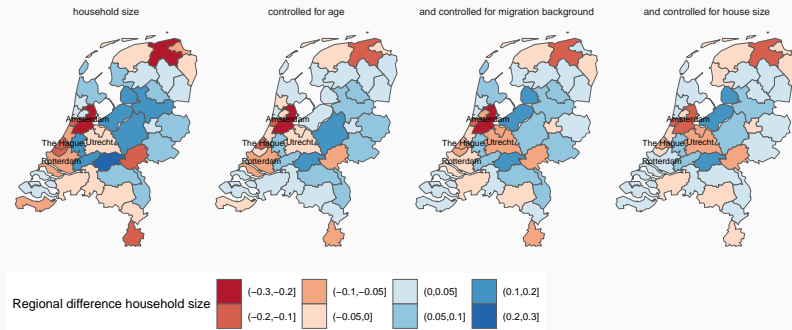 household size
controlled for age
and controlled for migration background
and controlled for house size
Amsterdam
The Hague Utrecht
Rotterdam
Amsterdam
The Hague Utrecht
Rotterdam
Amsterdam
The Hague Utrecht
Rotterdam
Amsterdam
The Hague Utrecht
Rotterdam
Regional difference household size
(−0.3,−0.2] (−0.1,−0.05] (0,0.05] (0.1,0.2]
(−0.2,−0.1] (−0.05,0] (0.05,0.1] (0.2,0.3]